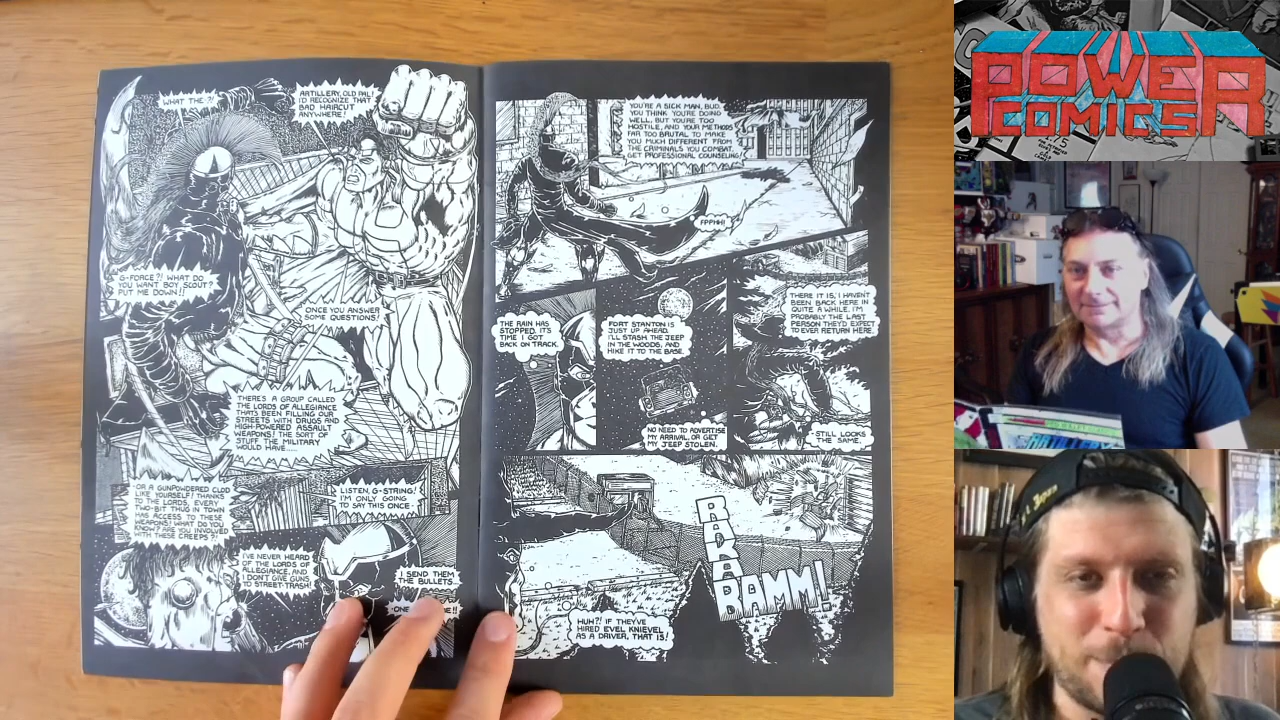 WHAT THE-?!
ARTILLERY, OLD PAL!
I'D RECOGNIZE THAT
BAD HAIRCUT
ANYWHERE!
G-FORCE?! WHAT DO
YOU WANT BOY SCOUT?
PUT ME DOWN!!
ONCE YOU ANSWER
SOME QUESTIONS!
THERE'S A GROUP CALLED
THE LORDS OF ALLEGIANCE
THATS BEEN FILLING OUR
STREETS WITH DRUGS AND
HIGH-POWERED ASSAULT
WEAPONS! THE SORT OF
STUFF THE MILITARY
WOULD HAVE.....
OR A GUNPOWDERED CLOD
LIKE YOURSELF! THANKS
TO THE LORDS, EVERY
TWO-BIT THUG IN TOWN
HAS ACCESS TO THESE
WEAPONS! WHAT DO YOU
KNOW? ARE YOU INVOLVED
WITH THESE CREEPS?!
LISTEN, G-STRING!
I'M ONLY GOING
TO SAY THIS ONCE-
I'VE NEVER HEARD
OF THE LORDS OF
ALLEGIANCE, AND
I DON'T GIVE GUNS
TO STREET-TRASH!
I SEND THEM
THE BULLETS...
YOU'RE A SICK MAN, BUD.
YOU THINK YOU'RE DOING
WELL, BUT YOU'RE TOO
HOSTILE, AND YOUR METHODS
FAR TOO BRUTAL TO MAKE
YOU MUCH DIFFERENT FROM
THE CRIMINALS YOU COMBAT.
GET PROFESSIONAL COUNSELING.
FPPHH!
THE RAIN HAS
STOPPED, IT'S
TIME I GOT
BACK ON TRACK.
FORT STANTON IS
JUST UP AHEAD.
I'LL STASH THE JEEP
IN THE WOODS, AND
HIKE IT TO THE BASE.
NO NEED TO ADVERTISE
MY ARRIVAL, OR GET
MY JEEP STOLEN.
THERE IT IS, I HAVEN'T
BEEN BACK HERE IN
QUITE A WHILE. I'M
PROBABLY THE LAST
PERSON THEY'D EXPECT
TO EVER RETURN HERE.
STILL LOOKS
THE SAME.
HUH?! IF THEY'VE
HIRED EVEL KNIEVEL
AS A DRIVER, THAT IS!
POWER
COMICS